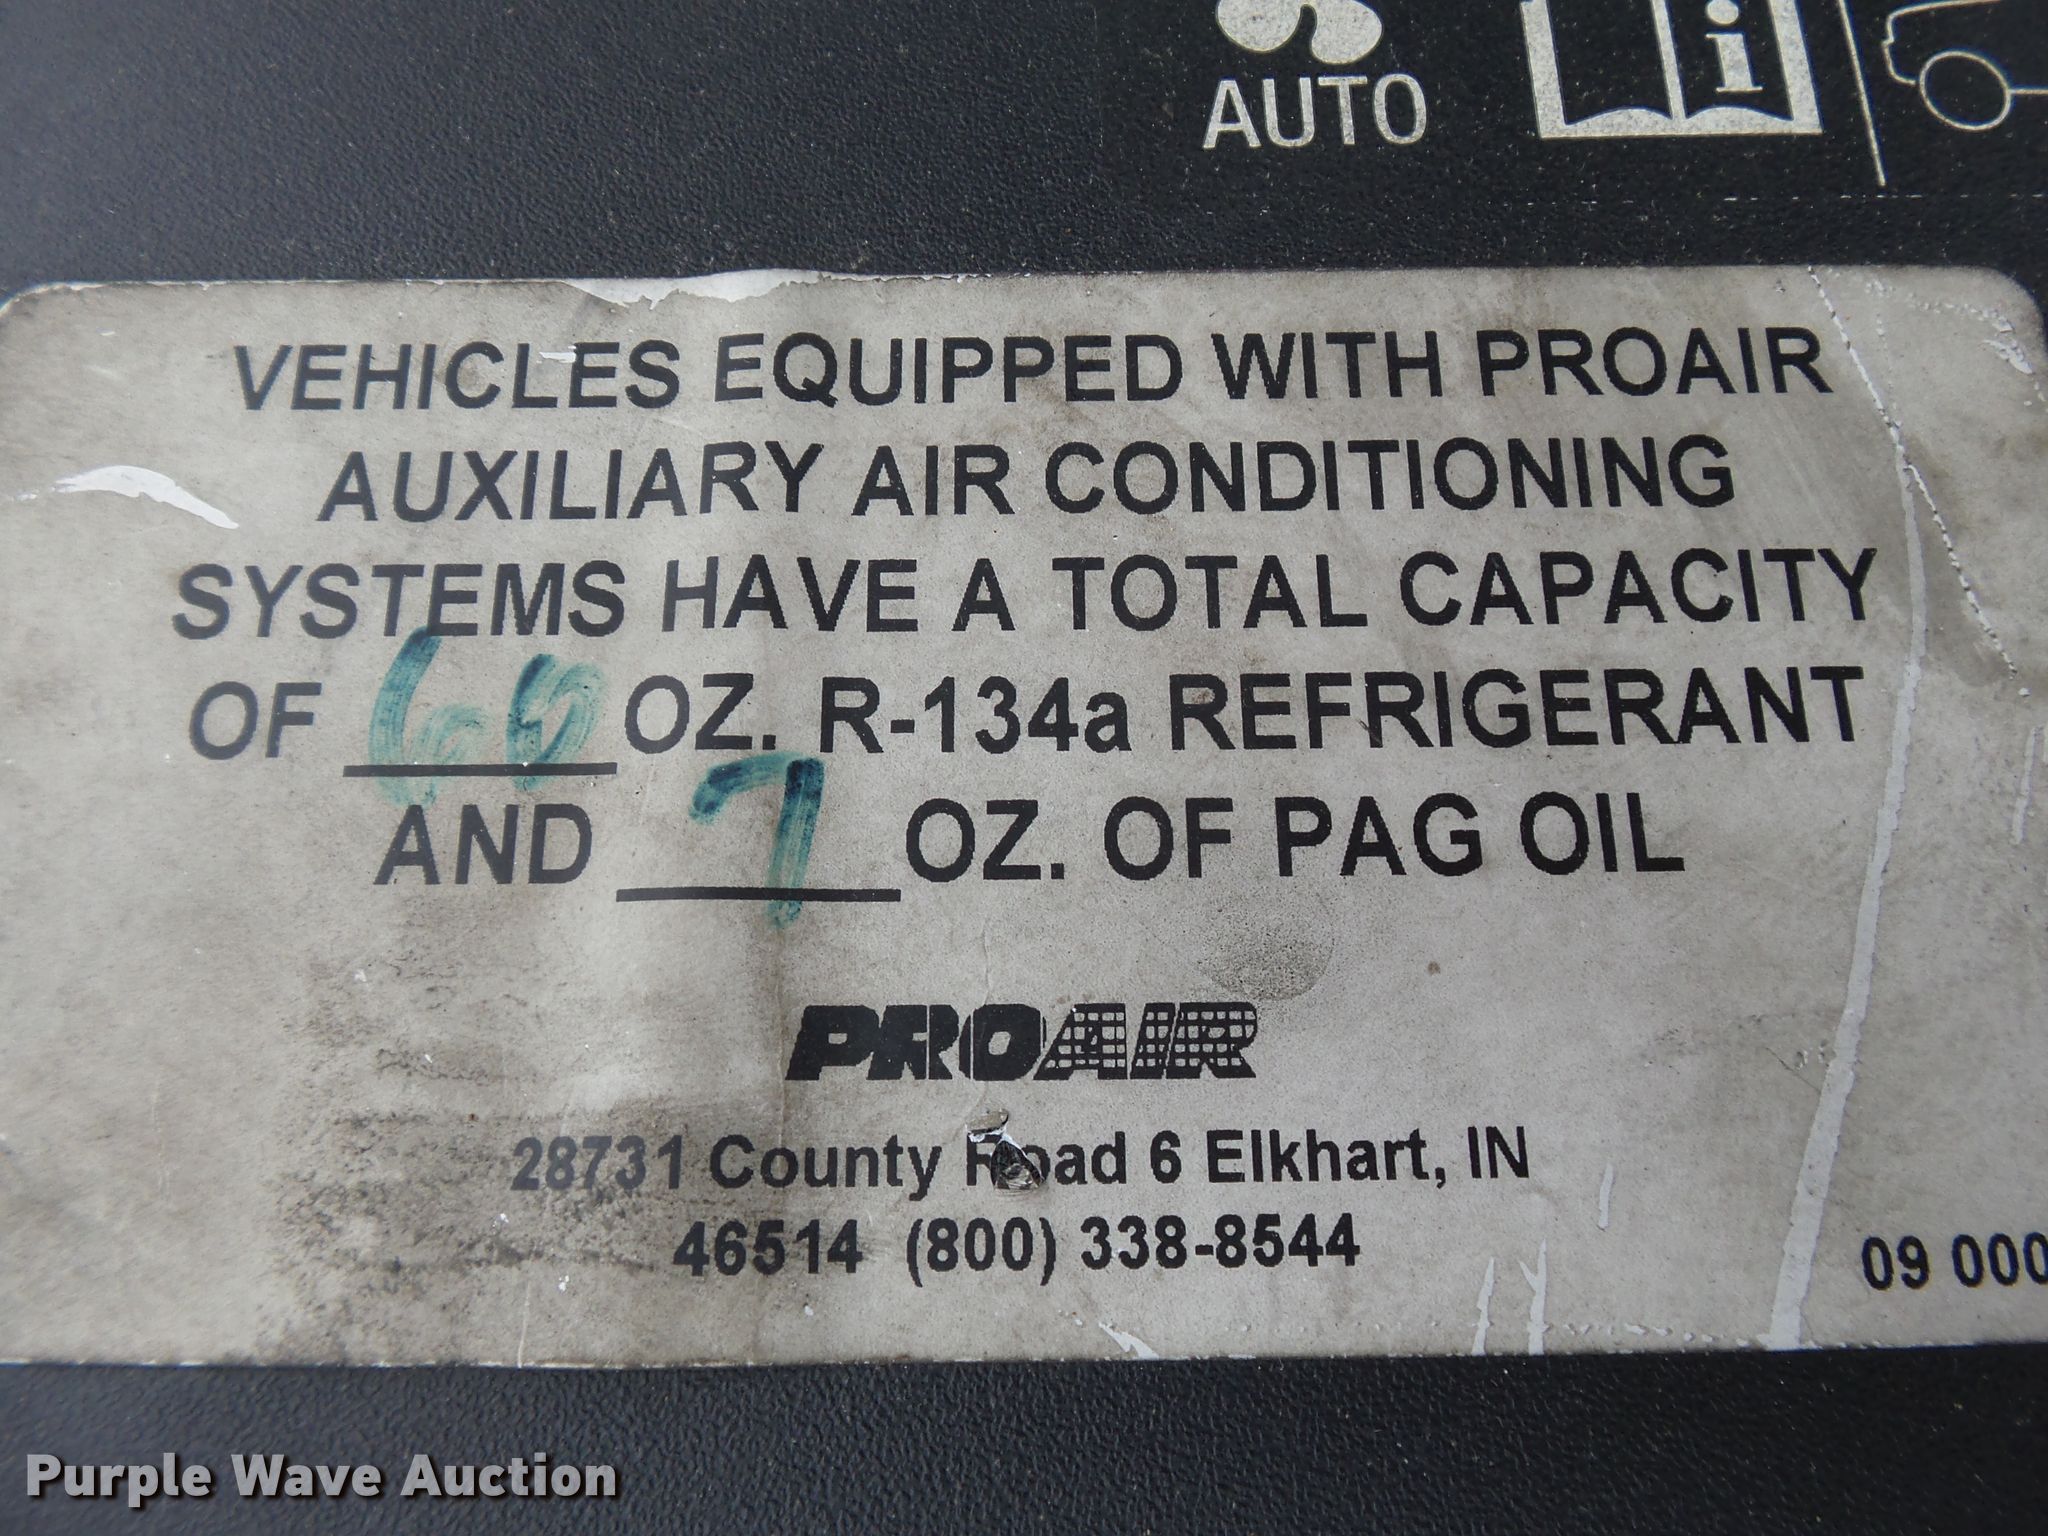 AUTO
VEHICLES EQUIPPED WITH PROAIR
AUXILIARY AIR CONDITIONING
SYSTEMS HAVE A TOTAL CAPACITY
OF 60 OZ. R-134a REFRIGERANT
AND 7 OZ. OF PAG OIL
PROAIR
28731 County Road 6 Elkhart, IN
46514 (800) 338-8544
09 000
Purple Wave Auction